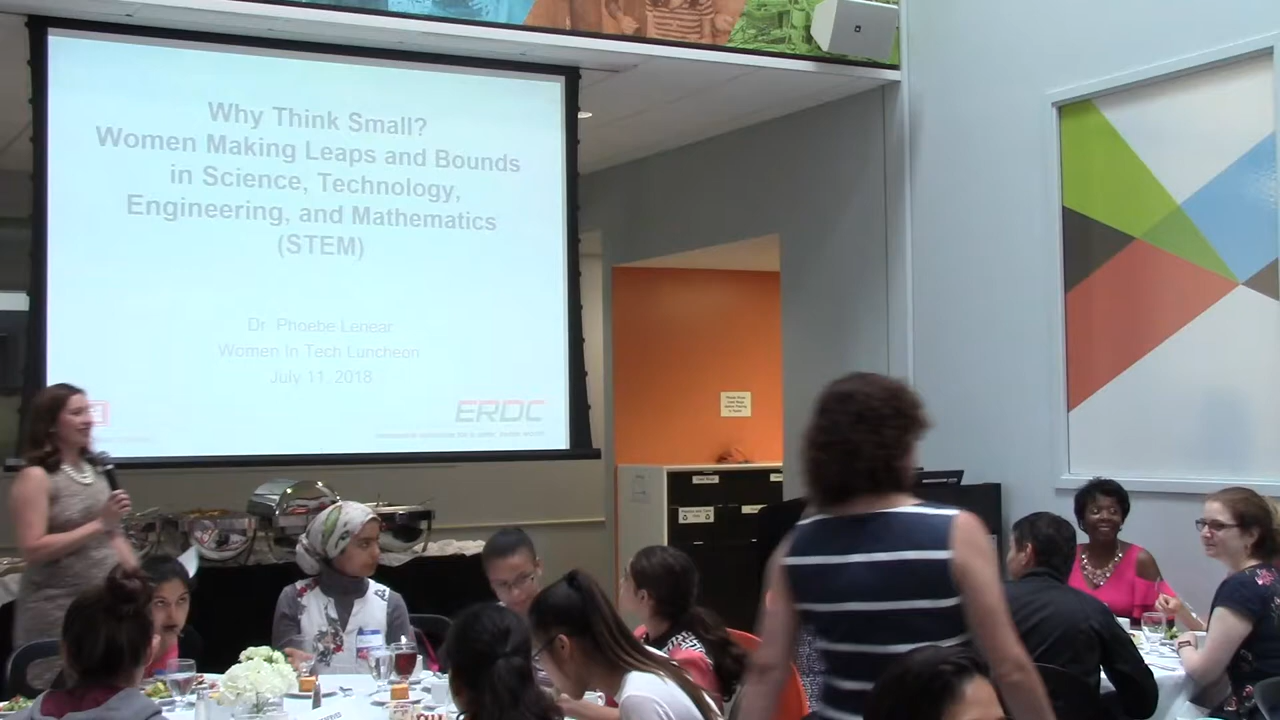 Why Think Small?
Women Making Leaps and Bounds
in Science, Technology,
Engineering, and Mathematics
(STEM)
Dr. Phoebe Lenear
Women In Tech Luncheon
July 11, 2018
ERDC